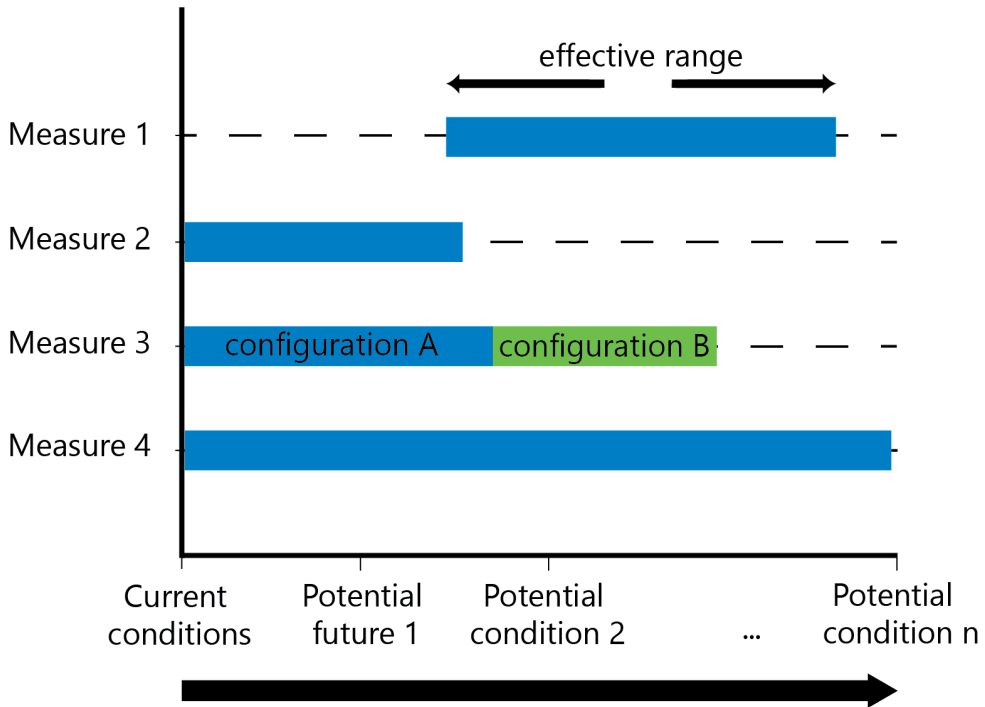 effective range
Measure 1
Measure 2
Measure 3
configuration A
configuration B
Measure 4
Current
conditions
Potential
future 1
Potential
condition 2
...
Potential
condition n